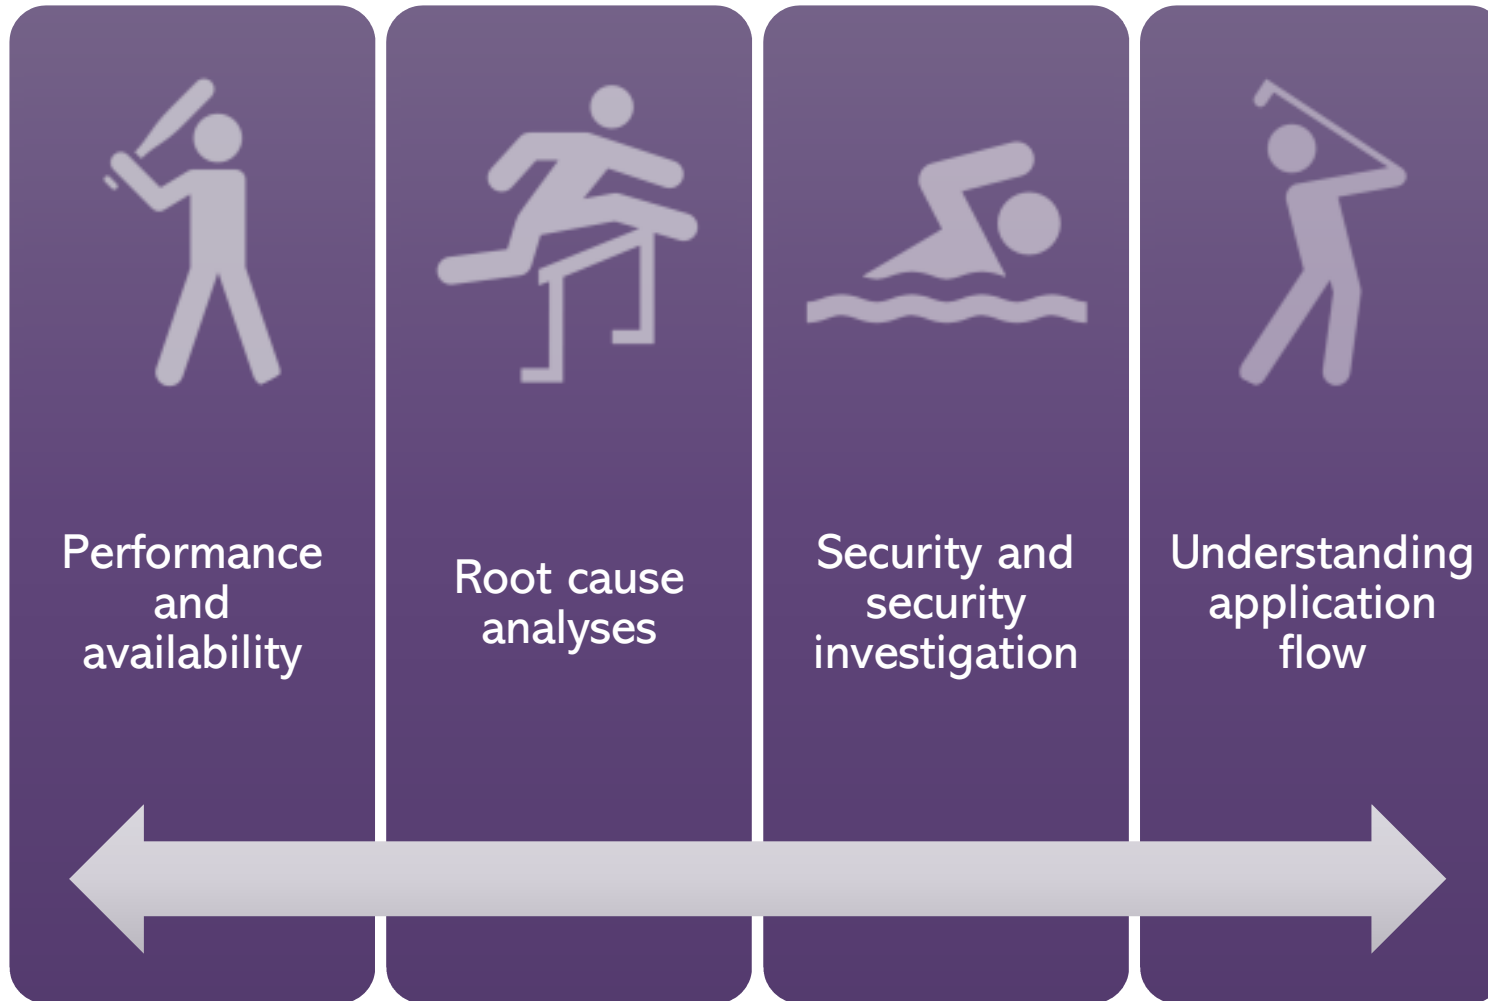 Performance
and
availability
Root cause
analyses
Security and
security
investigation
Understanding
application
flow